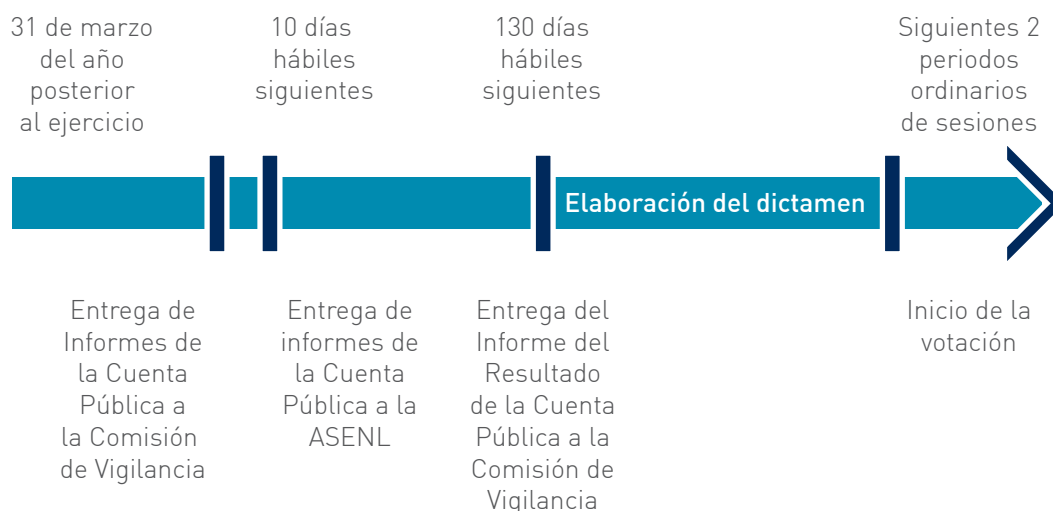 31 de marzo
del año
posterior
al ejercicio
10 días
hábiles
siguientes
130 días
hábiles
siguientes
Siguientes 2
periodos
ordinarios
de sesiones
Elaboración del dictamen
Entrega de
Informes de
la Cuenta
Pública a
la Comisión
de Vigilancia
Entrega de
informes de
la Cuenta
Pública a la
ASENL
Entrega del
Informe del
Resultado
de la Cuenta
Pública a la
Comisión de
Vigilancia
Inicio de la
votación